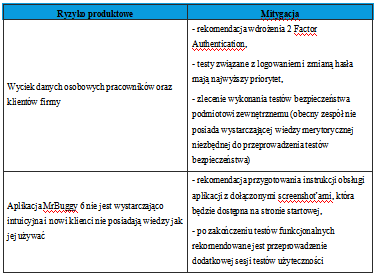 Ryzyko produktowe
Mitygacja
Wyciek danych osobowych pracowników oraz
klientów firmy
- rekomendacja wdrożenia 2 Factor
Authentication,
- testy związane z logowaniem i zmianą hasła
mają najwyższy priorytet,
- zlecenie wykonania testów bezpieczeństwa
podmiotowi zewnętrznemu (obecny zespół nie
posiada wystarczającej wiedzy merytorycznej
niezbędnej do przeprowadzenia testów
bezpieczeństwa)
Aplikacja MrBuggy 6 nie jest wystarczająco
intuicyjna i nowi klienci nie posiadają wiedzy jak
jej używać
- rekomendacja przygotowania instrukcji obsługi
aplikacji z dołączonymi screenshot'ami, która
będzie dostępna na stronie startowej,
- po zakończeniu testów funkcjonalnych
rekomendowane jest przeprowadzenie
dodatkowej sesji testów użyteczności